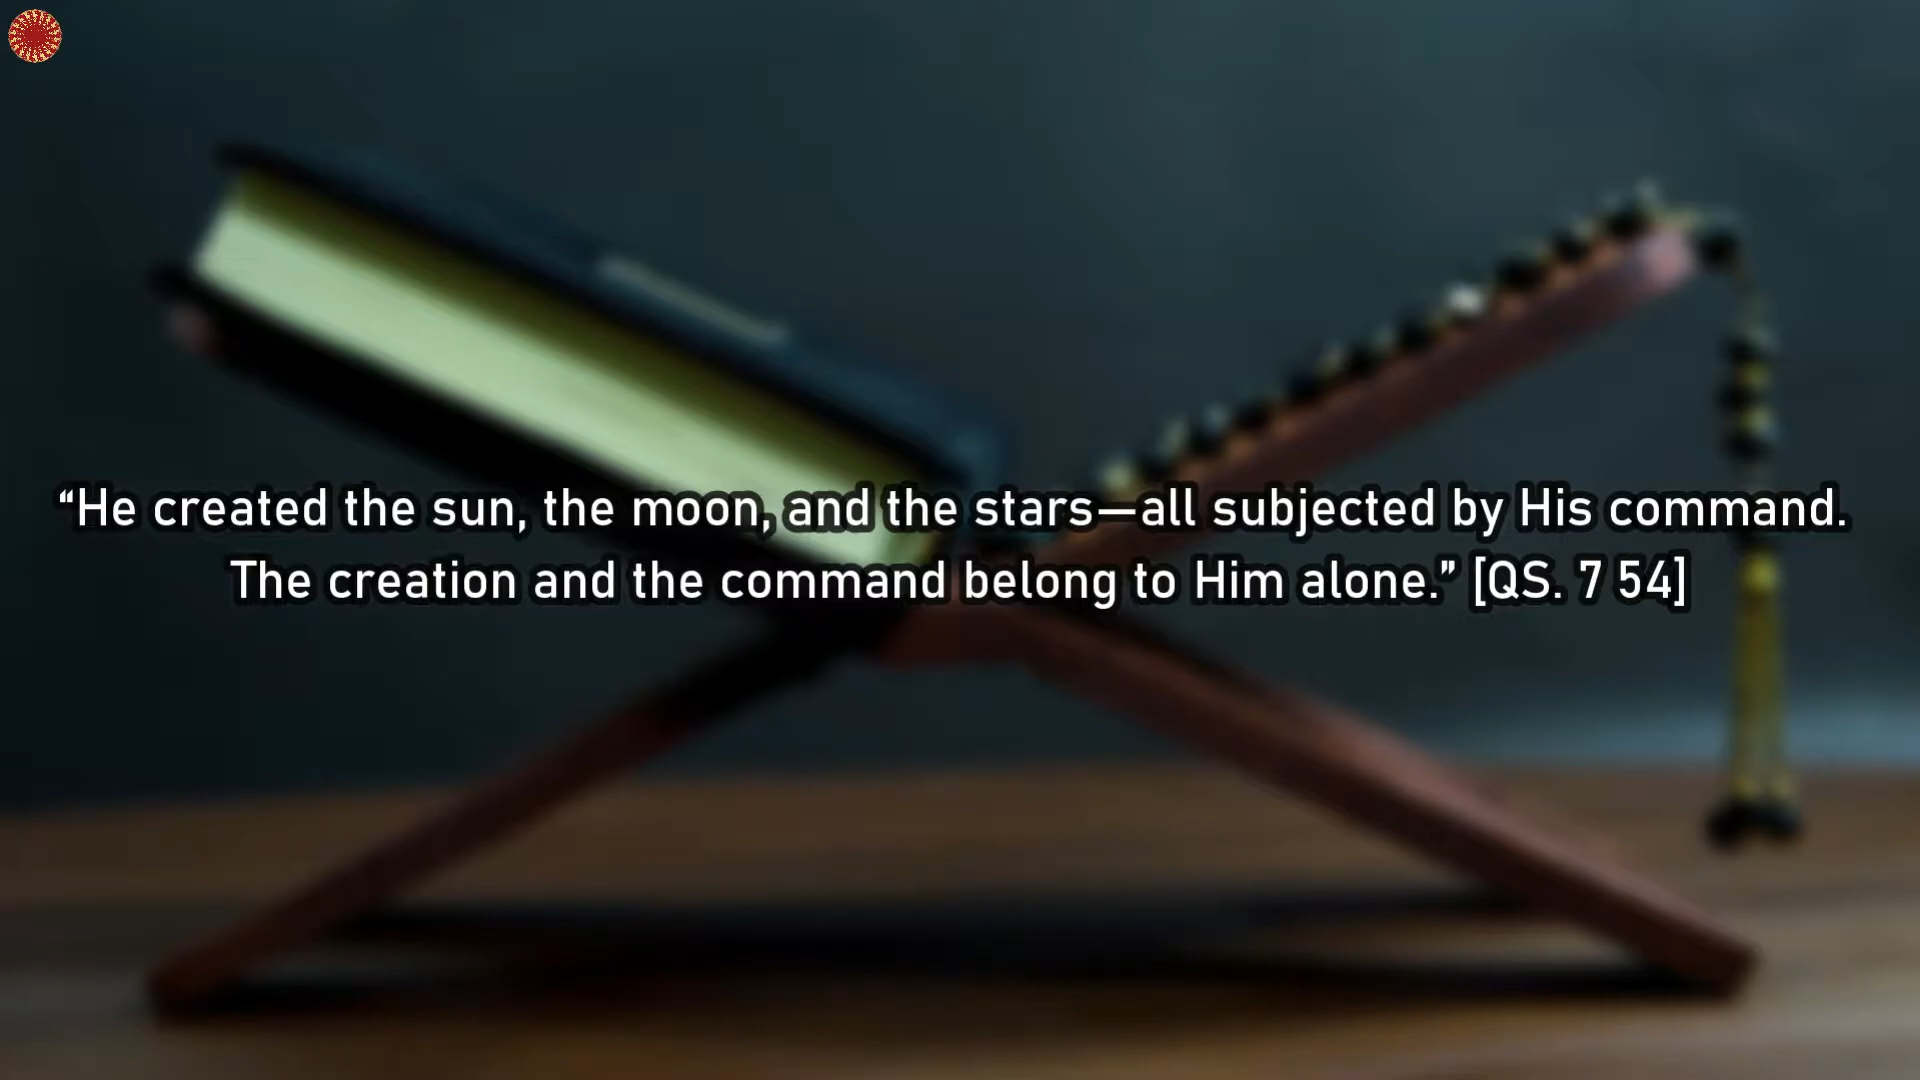 “He created the sun, the moon, and the stars—all subjected by His command.
The creation and the command belong to Him alone.” [QS. 7 54]